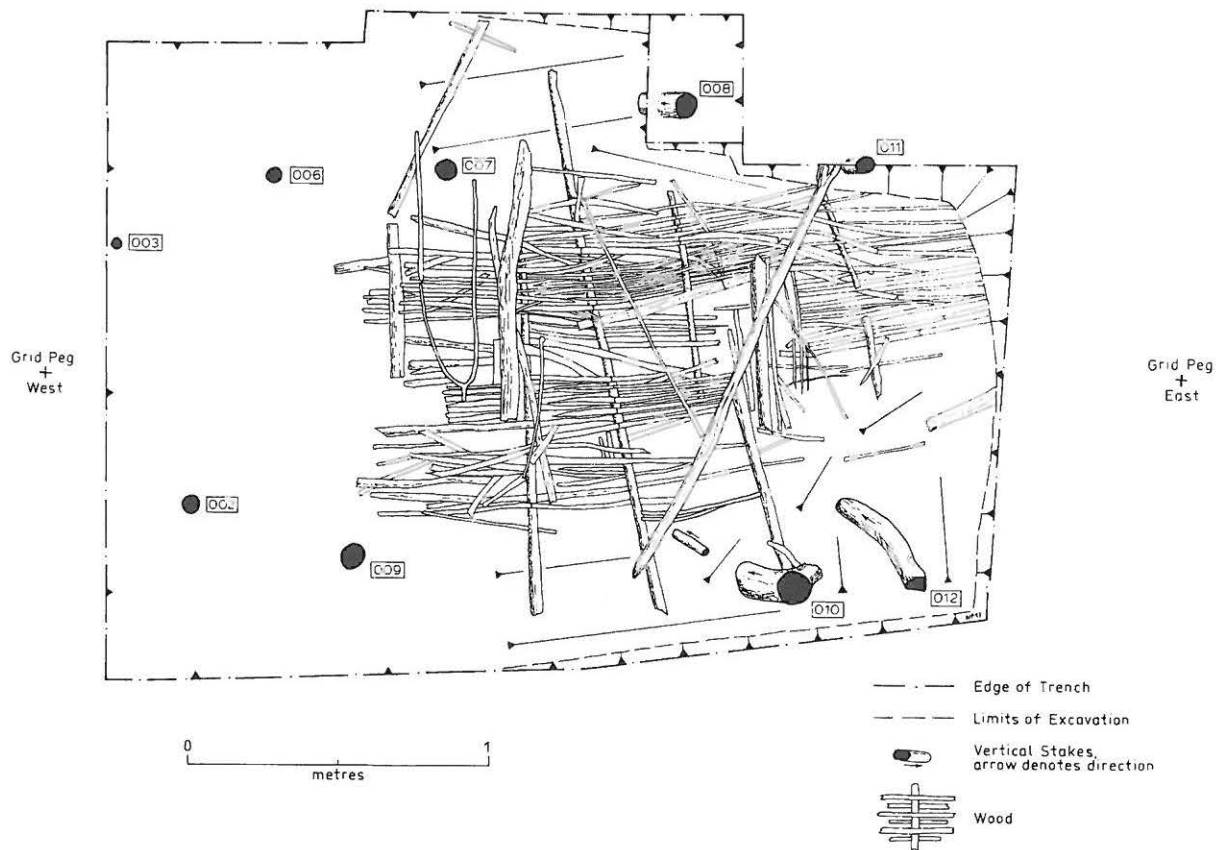 008
011
007
006
003
Grid Peg
+
West
Grid Peg
+
East
002
009
010
012
Edge of Trench
Limits of Excavation
0 1
metres
Vertical Stakes,
arrow denotes direction
Wood